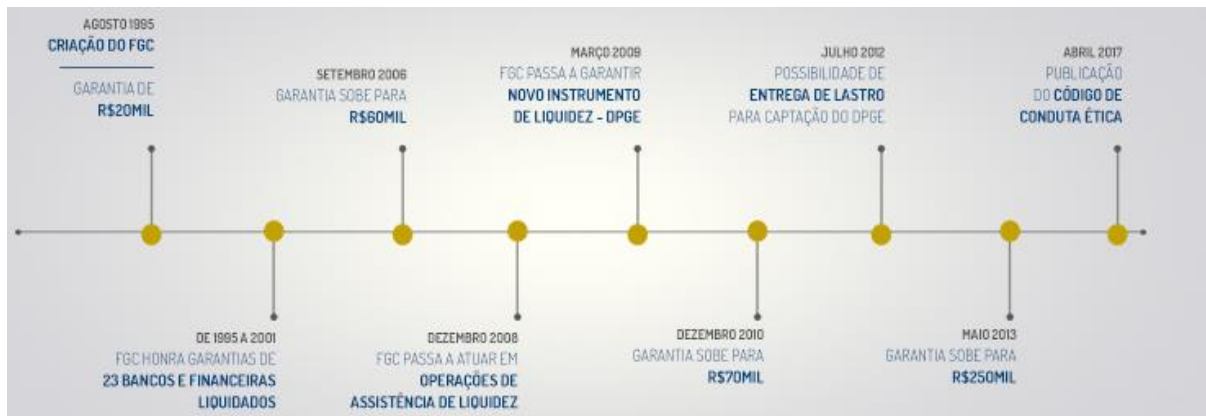 AGOSTO 1995
CRIAÇÃO DO FGC
GARANTIA DE
R$20MIL
DE 1995 A 2001
FGC HONRA GARANTIAS DE
23 BANCOS E FINANCEIRAS
LIQUIDADOS
SETEMBRO 2006
GARANTIA SOBE PARA
R$60MIL
DEZEMBRO 2008
FGC PASSA A ATUAR EM
OPERAÇÕES DE
ASSISTÊNCIA DE LIQUIDEZ
MARÇO 2009
FGC PASSA A GARANTIR
NOVO INSTRUMENTO
DE LIQUIDEZ - DPGE
DEZEMBRO 2010
GARANTIA SOBE PARA
R$70MIL
JULHO 2012
POSSIBILIDADE DE
ENTREGA DE LASTRO
PARA CAPTAÇÃO DO DPGE
MAIO 2013
GARANTIA SOBE PARA
R$250MIL
ABRIL 2017
PUBLICAÇÃO
DO CÓDIGO DE
CONDUTA ÉTICA